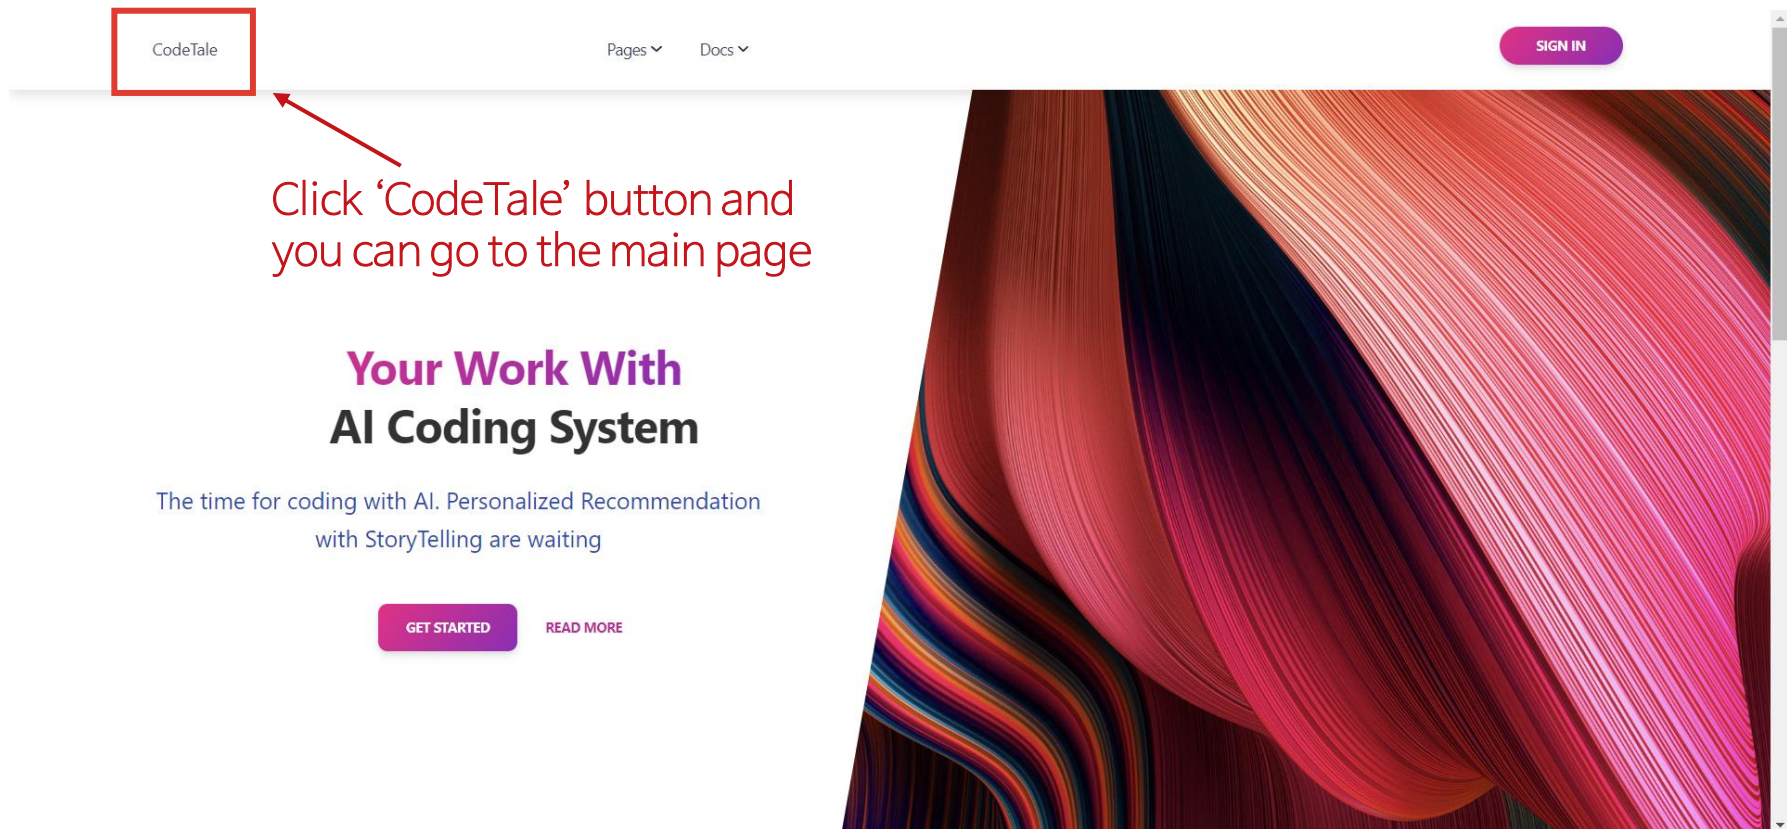 CodeTale
Pages
Docs
SIGN IN
Click ‘CodeTale’ button and
you can go to the main page
Your Work With
AI Coding System
The time for coding with AI. Personalized Recommendation
with StoryTelling are waiting
GET STARTED
READ MORE